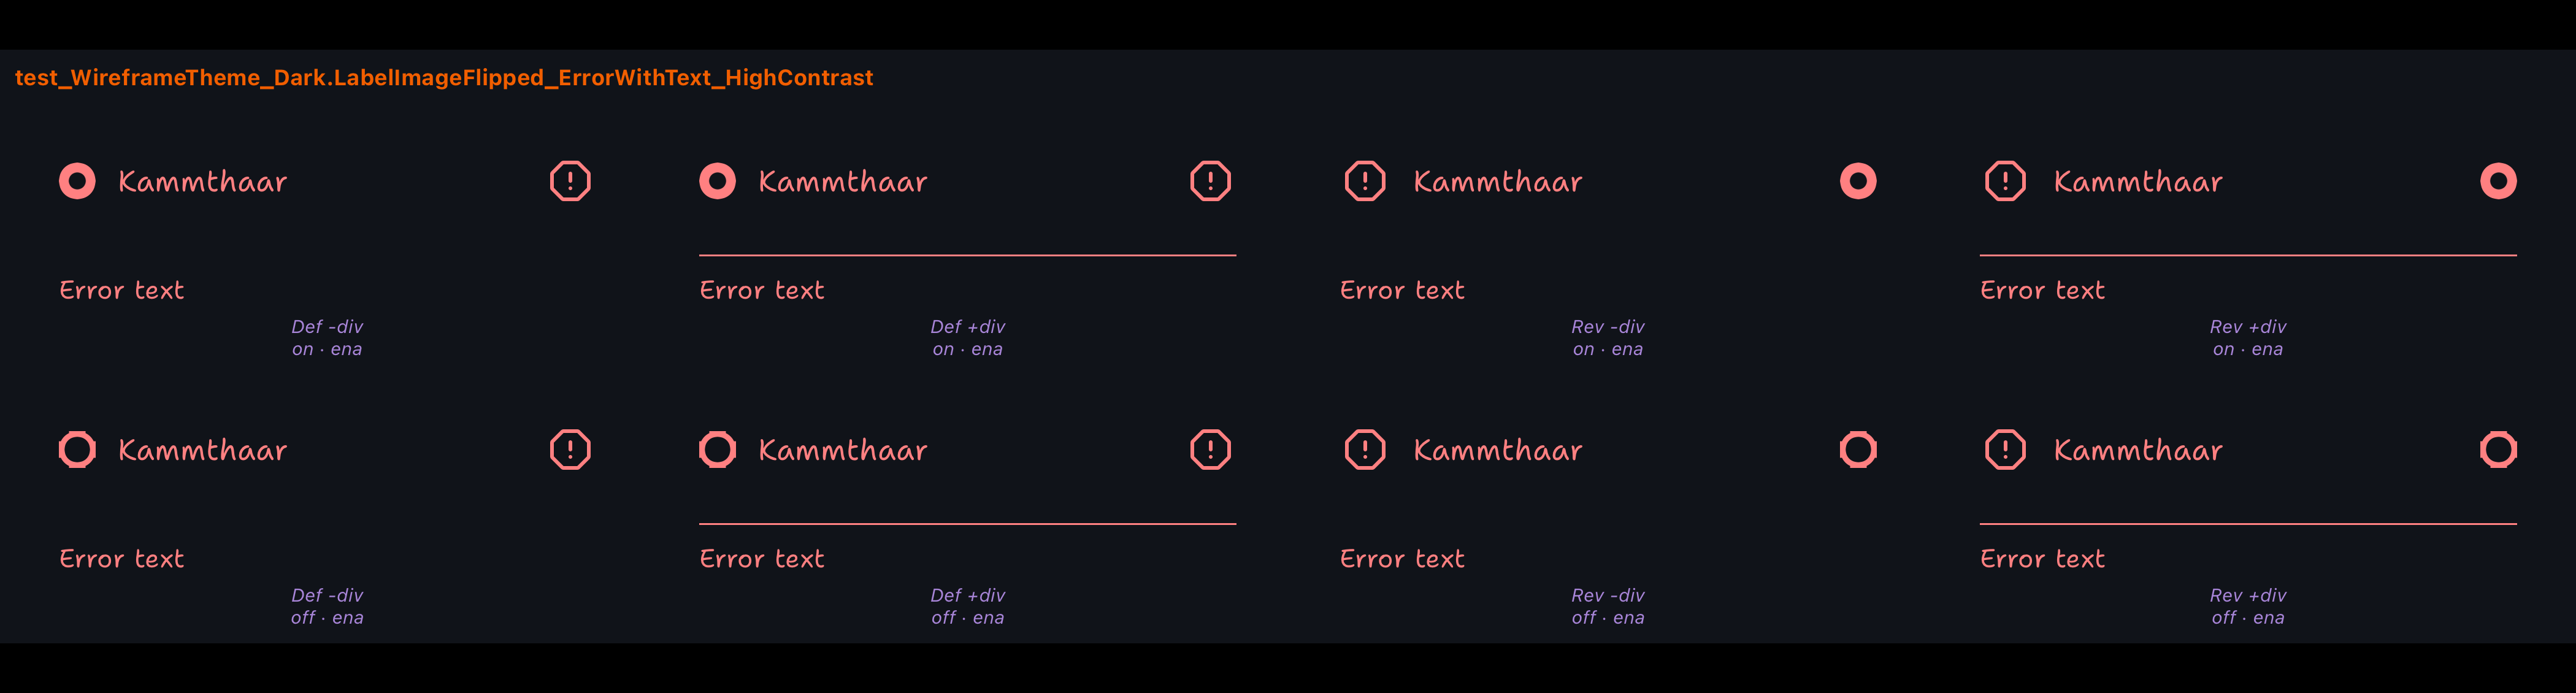 test_WireframeTheme_Dark.LabelImageFlipped_ErrorWithText_HighContrast
Kammthaar
Kammthaar
Kammthaar
Kammthaar
Error text
Error text
Error text
Error text
Def -div
on · ena
Def +div
on · ena
Rev -div
on · ena
Rev +div
on · ena
Kammthaar
Kammthaar
Kammthaar
Kammthaar
Error text
Error text
Error text
Error text
Def -div
off · ena
Def +div
off · ena
Rev -div
off · ena
Rev +div
off · ena